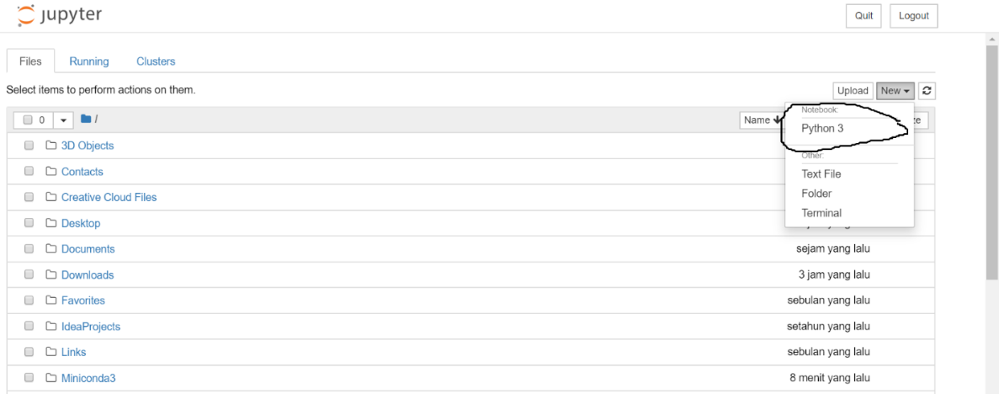 jupyter
Quit Logout
Files Running Clusters
Select items to perform actions on them.
Upload New
0 /
Name
Notebook:
Python 3
Other:
Text File
Folder
Terminal
3D Objects
Contacts
Creative Cloud Files
Desktop
Documents sejam yang lalu
Downloads 3 jam yang lalu
Favorites sebulan yang lalu
IdeaProjects setahun yang lalu
Links sebulan yang lalu
Miniconda3 8 menit yang lalu